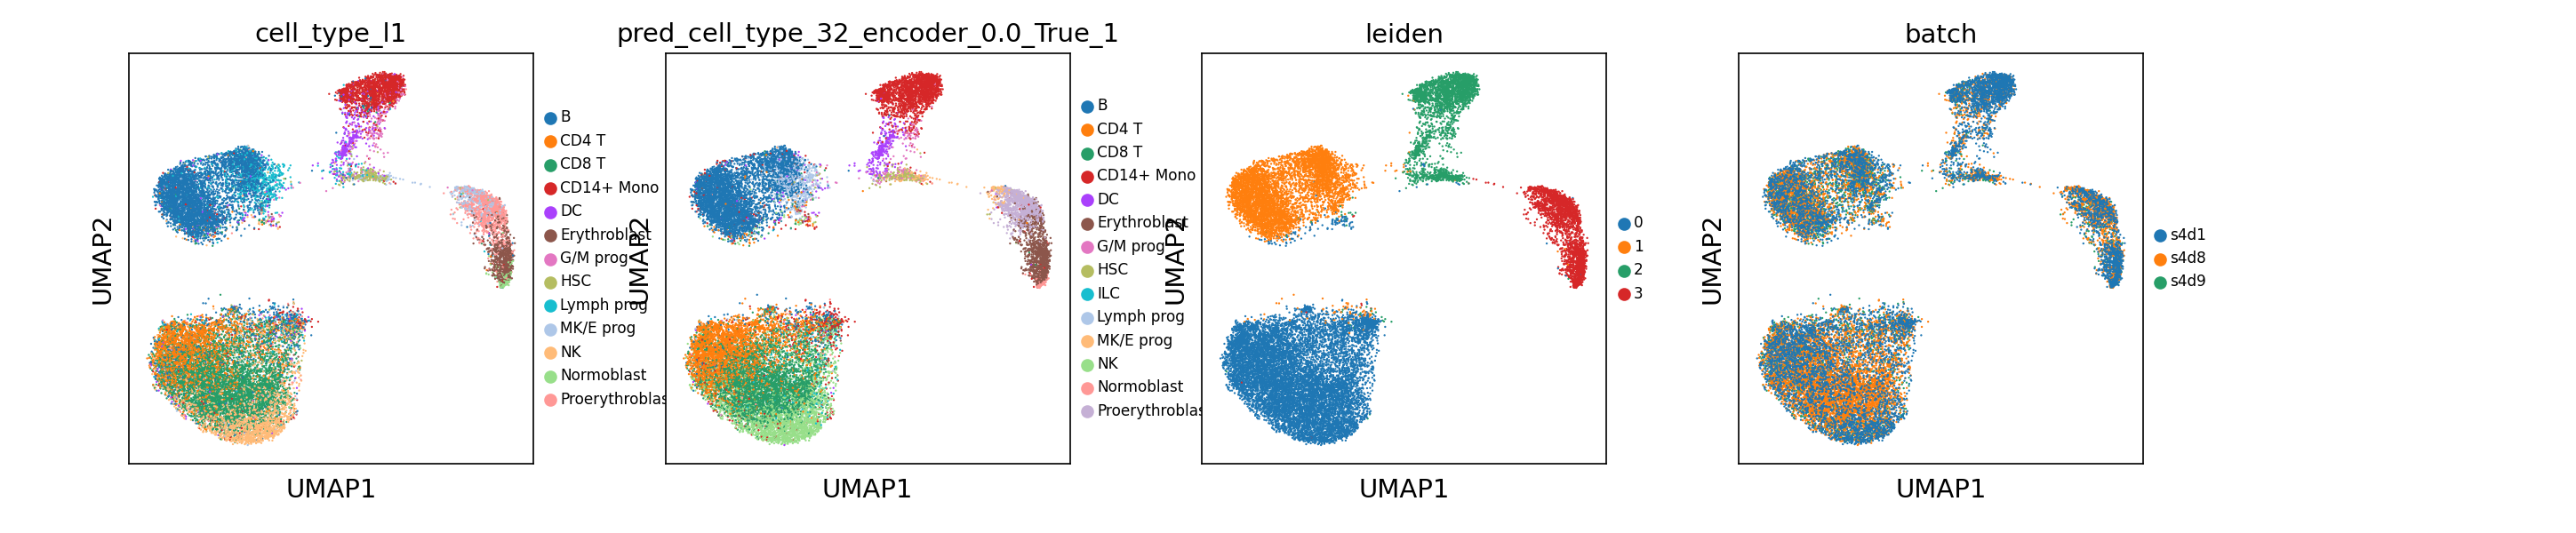 cell_type_l1
UMAP2
UMAP1
B
CD4 T
CD8 T
CD14+ Mono
DC
Erythroblast
G/M prog
HSC
Lymph prog
MK/E prog
NK
Normoblast
Proerythroblas
pred_cell_type_32_encoder_0.0_True_1
UMAP2
UMAP1
B
CD4 T
CD8 T
CD14+ Mono
DC
Erythroblast
G/M prog
HSC
ILC
Lymph prog
MK/E prog
NK
Normoblast
Proerythroblas
leiden
UMAP2
UMAP1
0
1
2
3
batch
UMAP2
UMAP1
s4d1
s4d8
s4d9